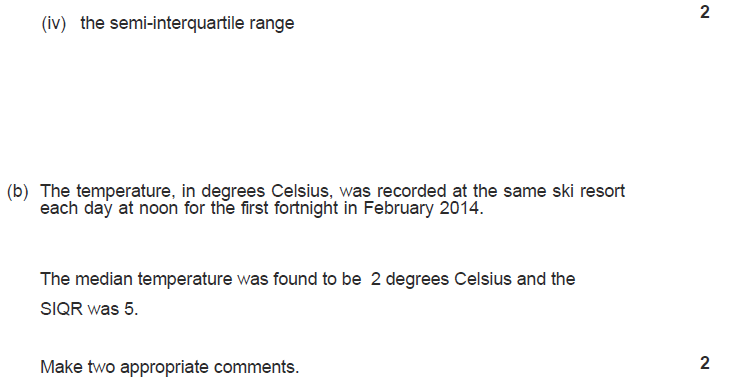 (iv) the semi-interquartile range 2
(b) The temperature, in degrees Celsius, was recorded at the same ski resort
each day at noon for the first fortnight in February 2014.
The median temperature was found to be 2 degrees Celsius and the
SIQR was 5.
Make two appropriate comments. 2